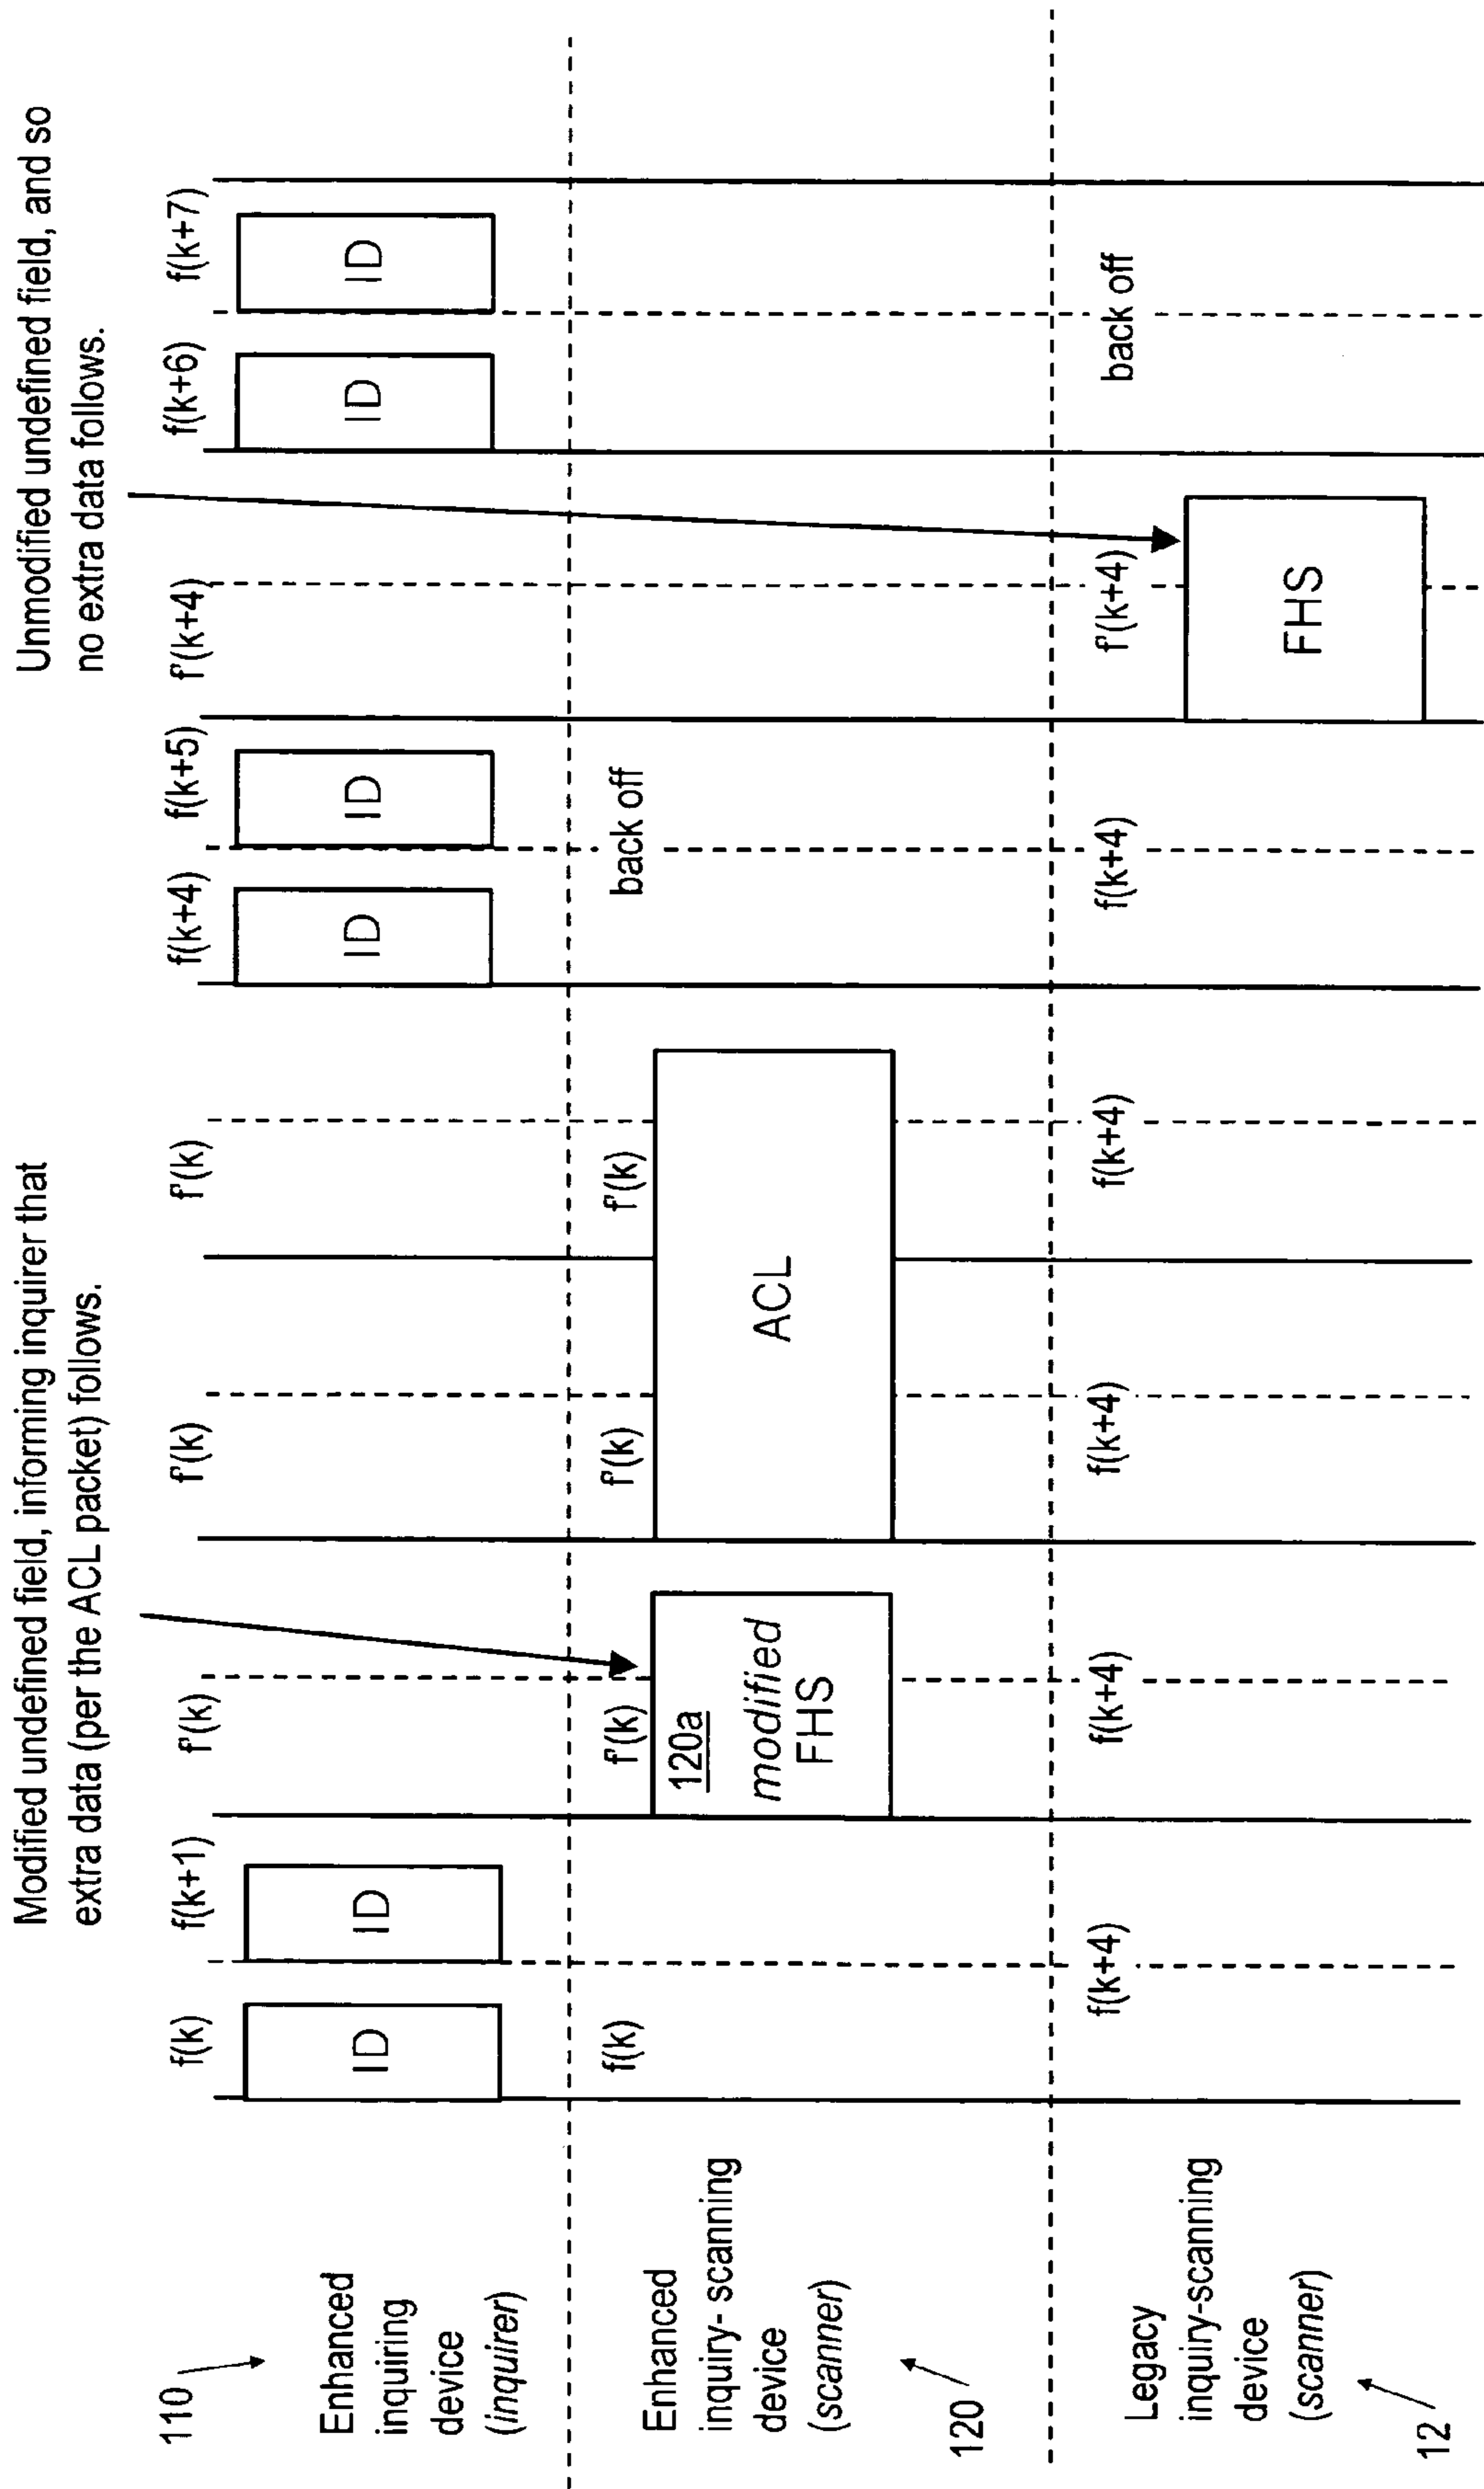 Modified undefined field, informing inquirer that
extra data (per the ACL packet) follows.
Unmodified undefined field, and so
no extra data follows.
110
Enhanced
inquiring
device
(inquirer)
f(k)
f(k+1)
f'(k)
f'(k)
f'(k)
f(k+4)
f(k+5)
f'(k+4)
f(k+6)
f(k+7)
ID
ID
ID
ID
ID
ID
Enhanced
inquiry- scanning
device
(scanner)
120
f(k)
f'(k)
f'(k)
f'(k)
back off
120a
modified
FHS
ACL
Legacy
inquiry-scanning
device
(scanner)
12
f(k+4)
f(k+4)
f(k+4)
f(k+4)
f(k+4)
f'(k+4)
back off
FHS